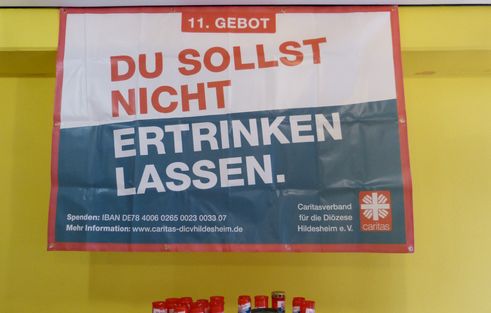 11. GEBOT
DU SOLLST
NICHT
ERTRINKEN
LASSEN.
Spenden: IBAN DE78 4006 0265 0023 0033 07
Mehr Information: www.caritas-dicvhildesheim.de
Caritasverband
für die Diözese
Hildesheim e.V.
caritas